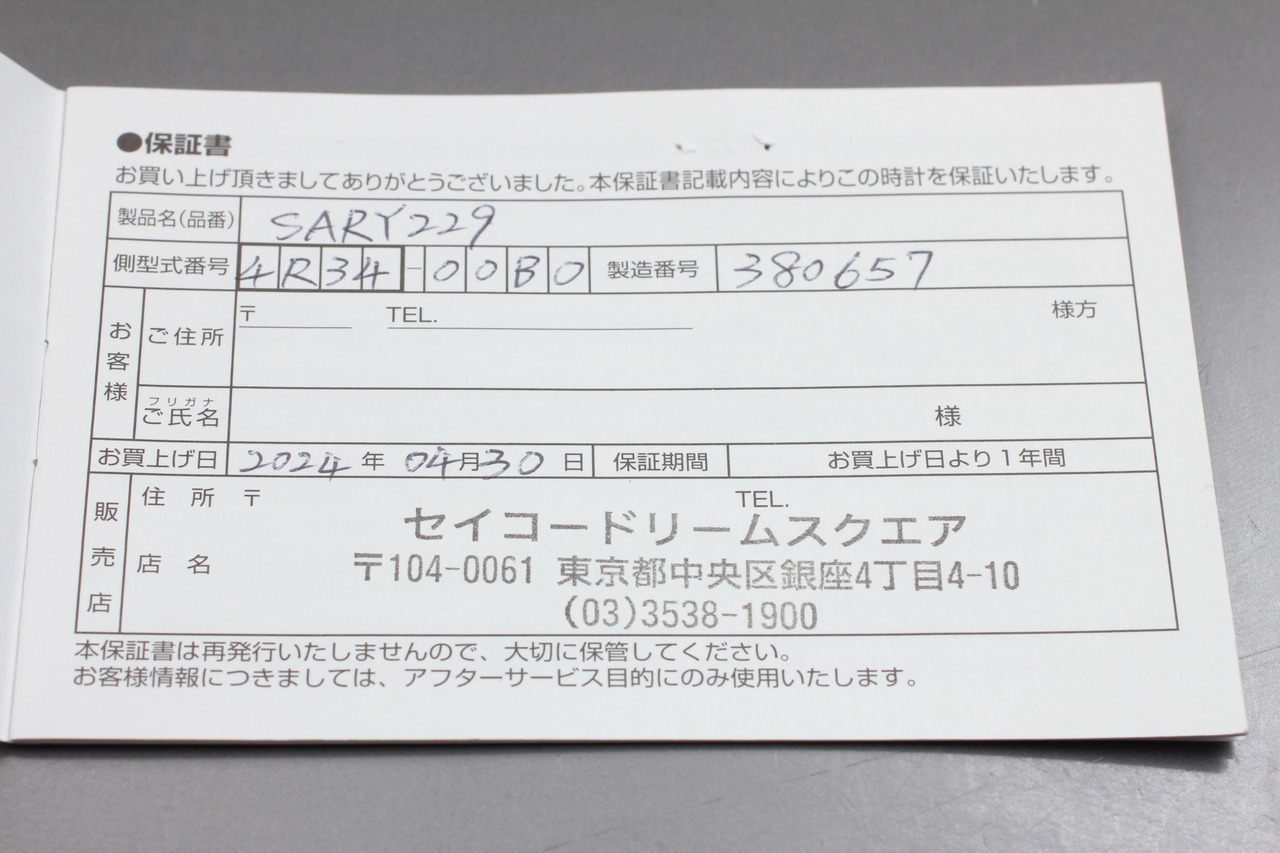 ●保証書
お買い上げ頂きましてありがとうございました。本保証書記載内容によりこの時計を保証いたします。
製品名(品番) SARY229
側型式番号 4R34-00B0 製造番号 380657
お客様 ご住所 〒 TEL. 様方
フリガナ
ご氏名 様
お買上げ日 2024年 04月30日 保証期間 お買上げ日より1年間
販売店 住所 〒 TEL.
セイコードリームスクエア
店名 〒104-0061 東京都中央区銀座4丁目4-10
(03)3538-1900
本保証書は再発行いたしませんので、大切に保管してください。
お客様情報につきましては、アフターサービス目的にのみ使用いたします。